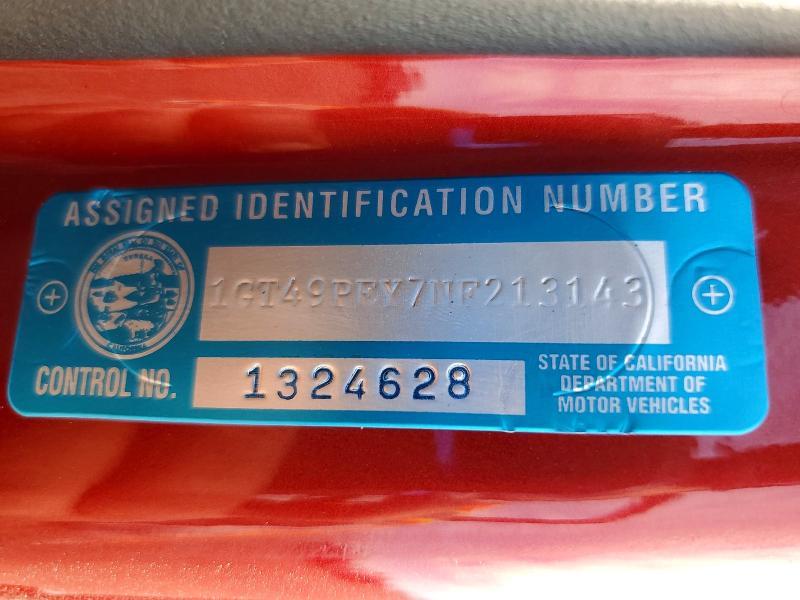 ASSIGNED IDENTIFICATION NUMBER
1GT49PEY7NF213143
CONTROL NO.
1324628
STATE OF CALIFORNIA
DEPARTMENT OF
MOTOR VEHICLES